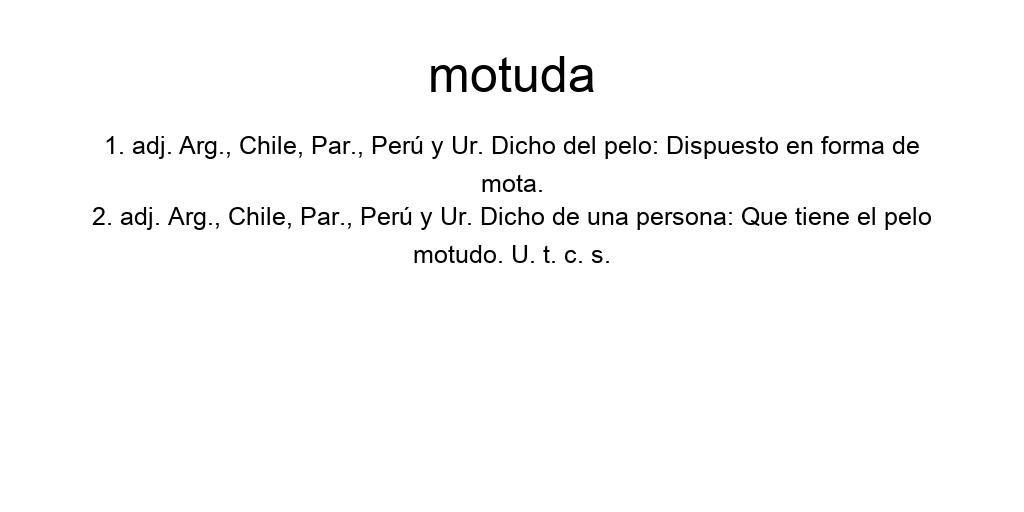 motuda
1. adj. Arg., Chile, Par., Perú y Ur. Dicho del pelo: Dispuesto en forma de
mota.
2. adj. Arg., Chile, Par., Perú y Ur. Dicho de una persona: Que tiene el pelo
motudo. U. t. c. s.